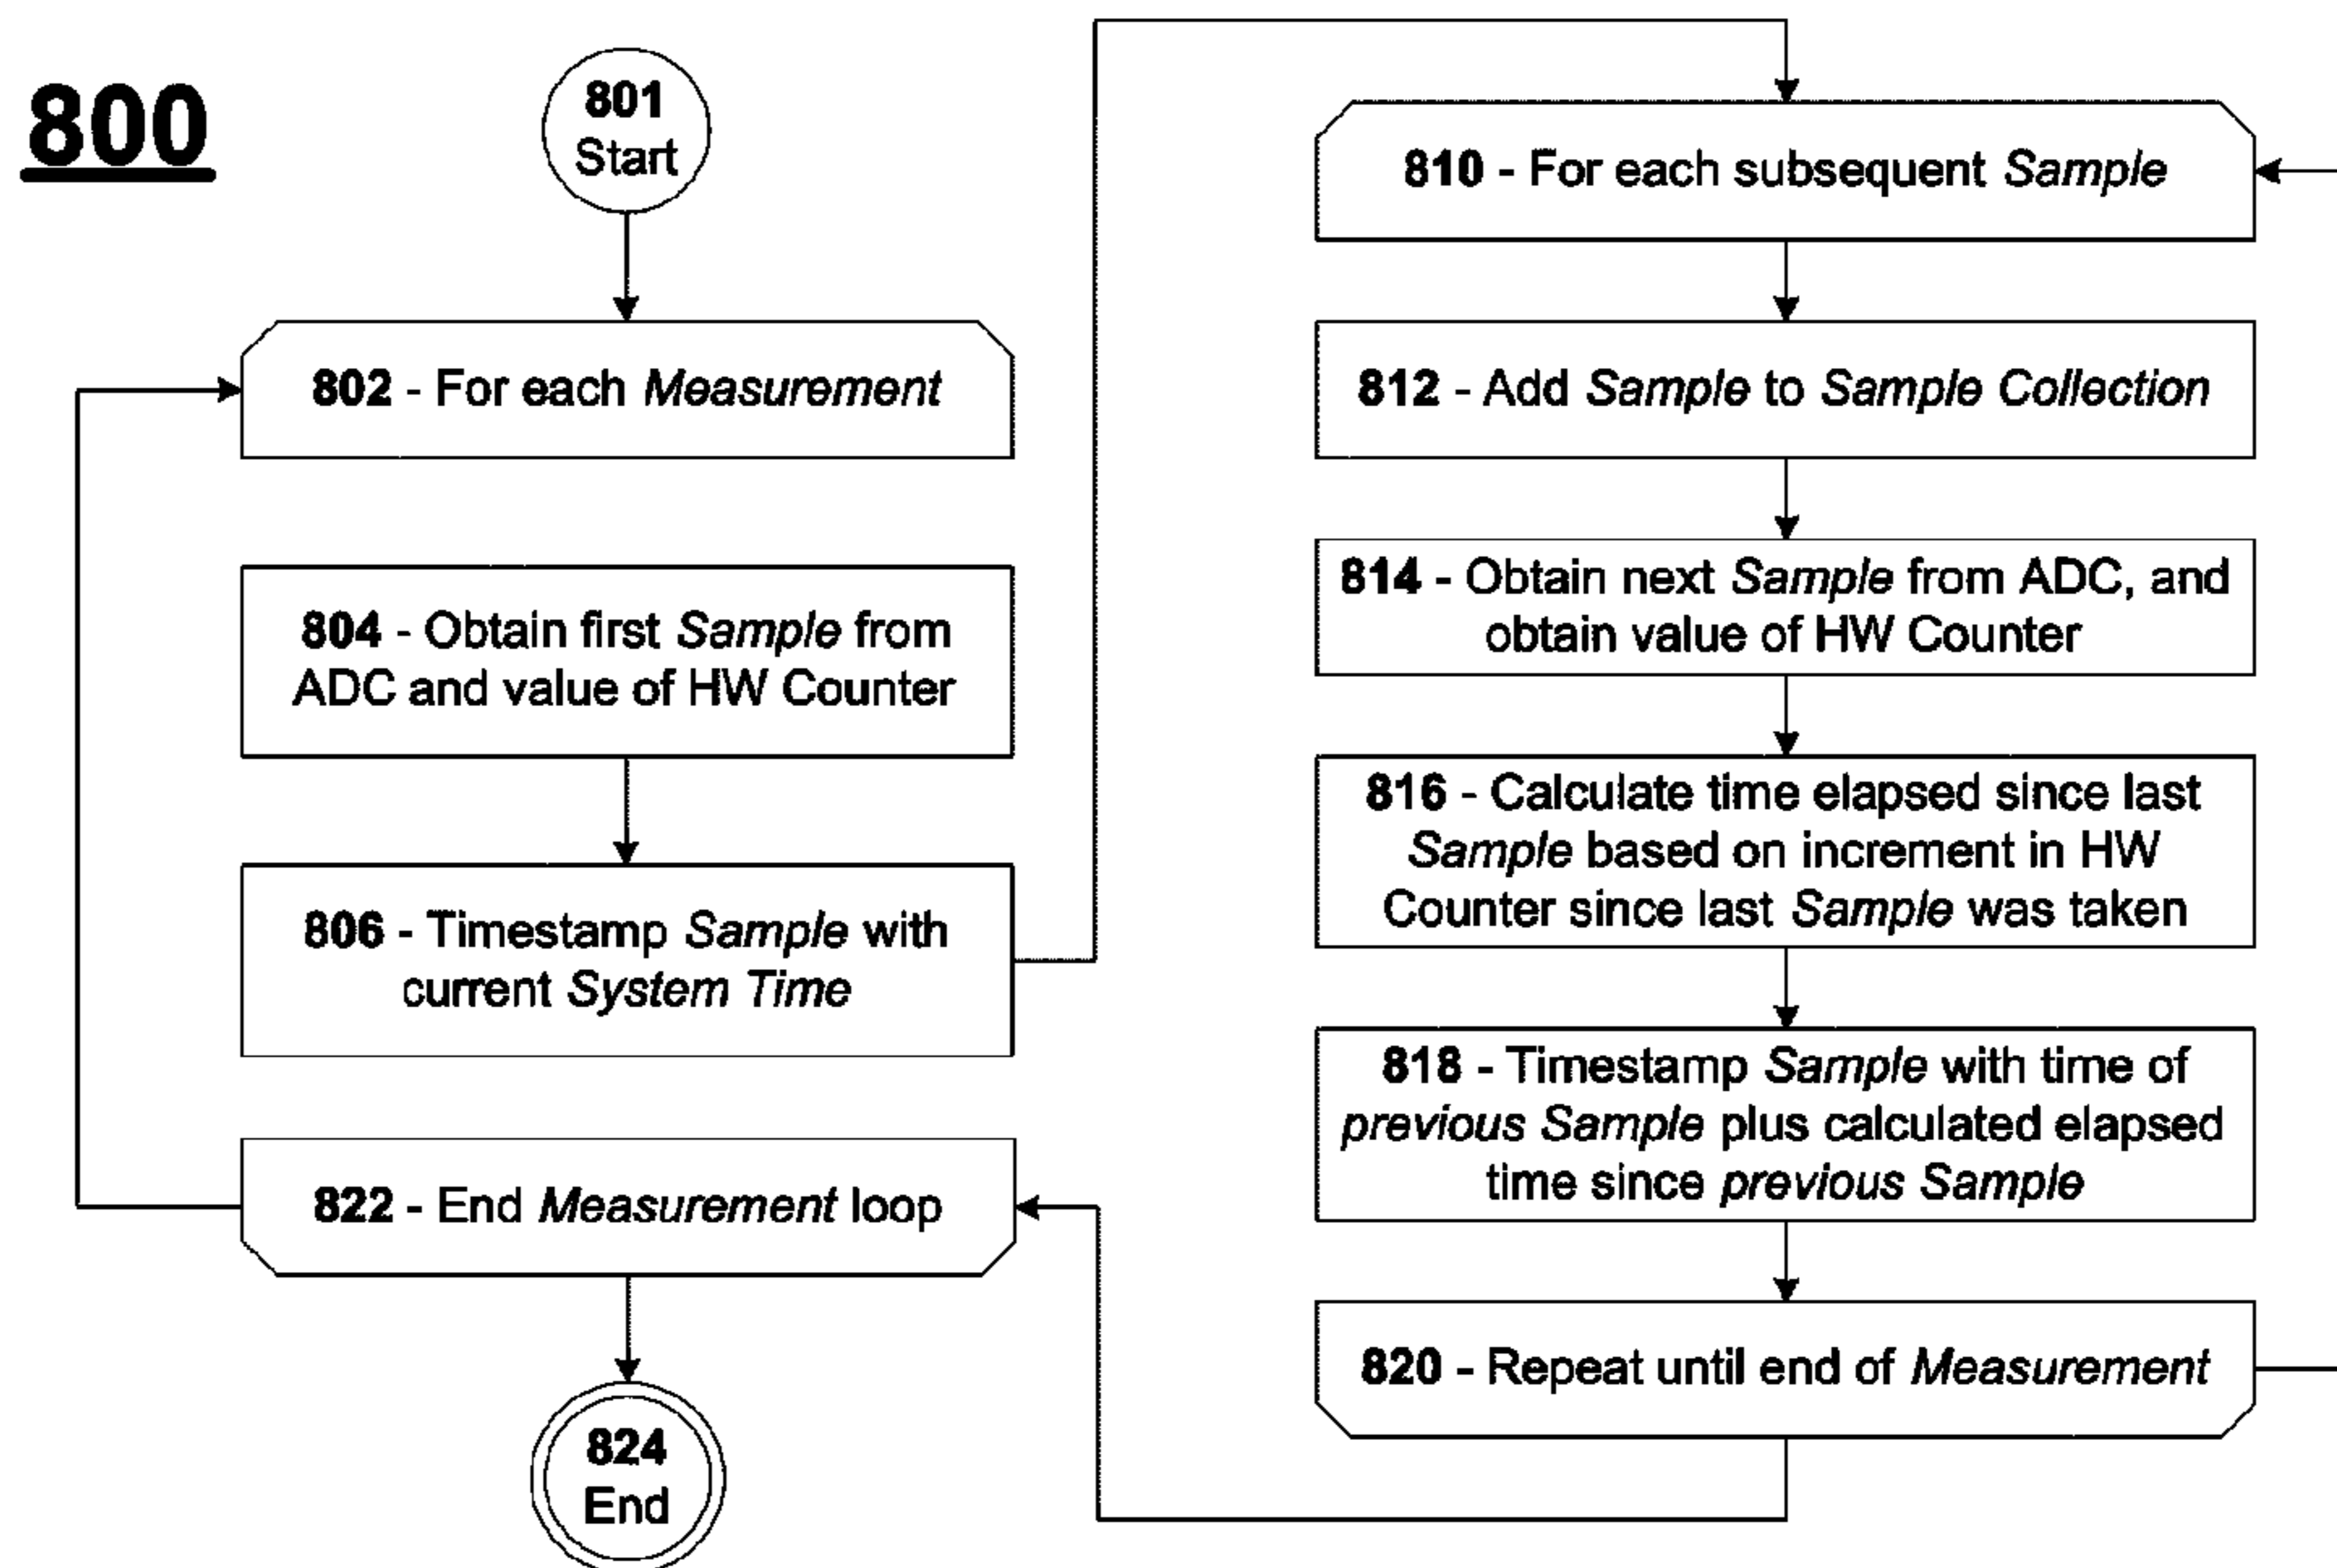 800
801
Start
802 - For each Measurement
804 - Obtain first Sample from
ADC and value of HW Counter
806 - Timestamp Sample with
current System Time
822 - End Measurement loop
824
End
810 - For each subsequent Sample
812 - Add Sample to Sample Collection
814 - Obtain next Sample from ADC, and
obtain value of HW Counter
816 - Calculate time elapsed since last
Sample based on increment in HW
Counter since last Sample was taken
818 - Timestamp Sample with time of
previous Sample plus calculated elapsed
time since previous Sample
820 - Repeat until end of Measurement